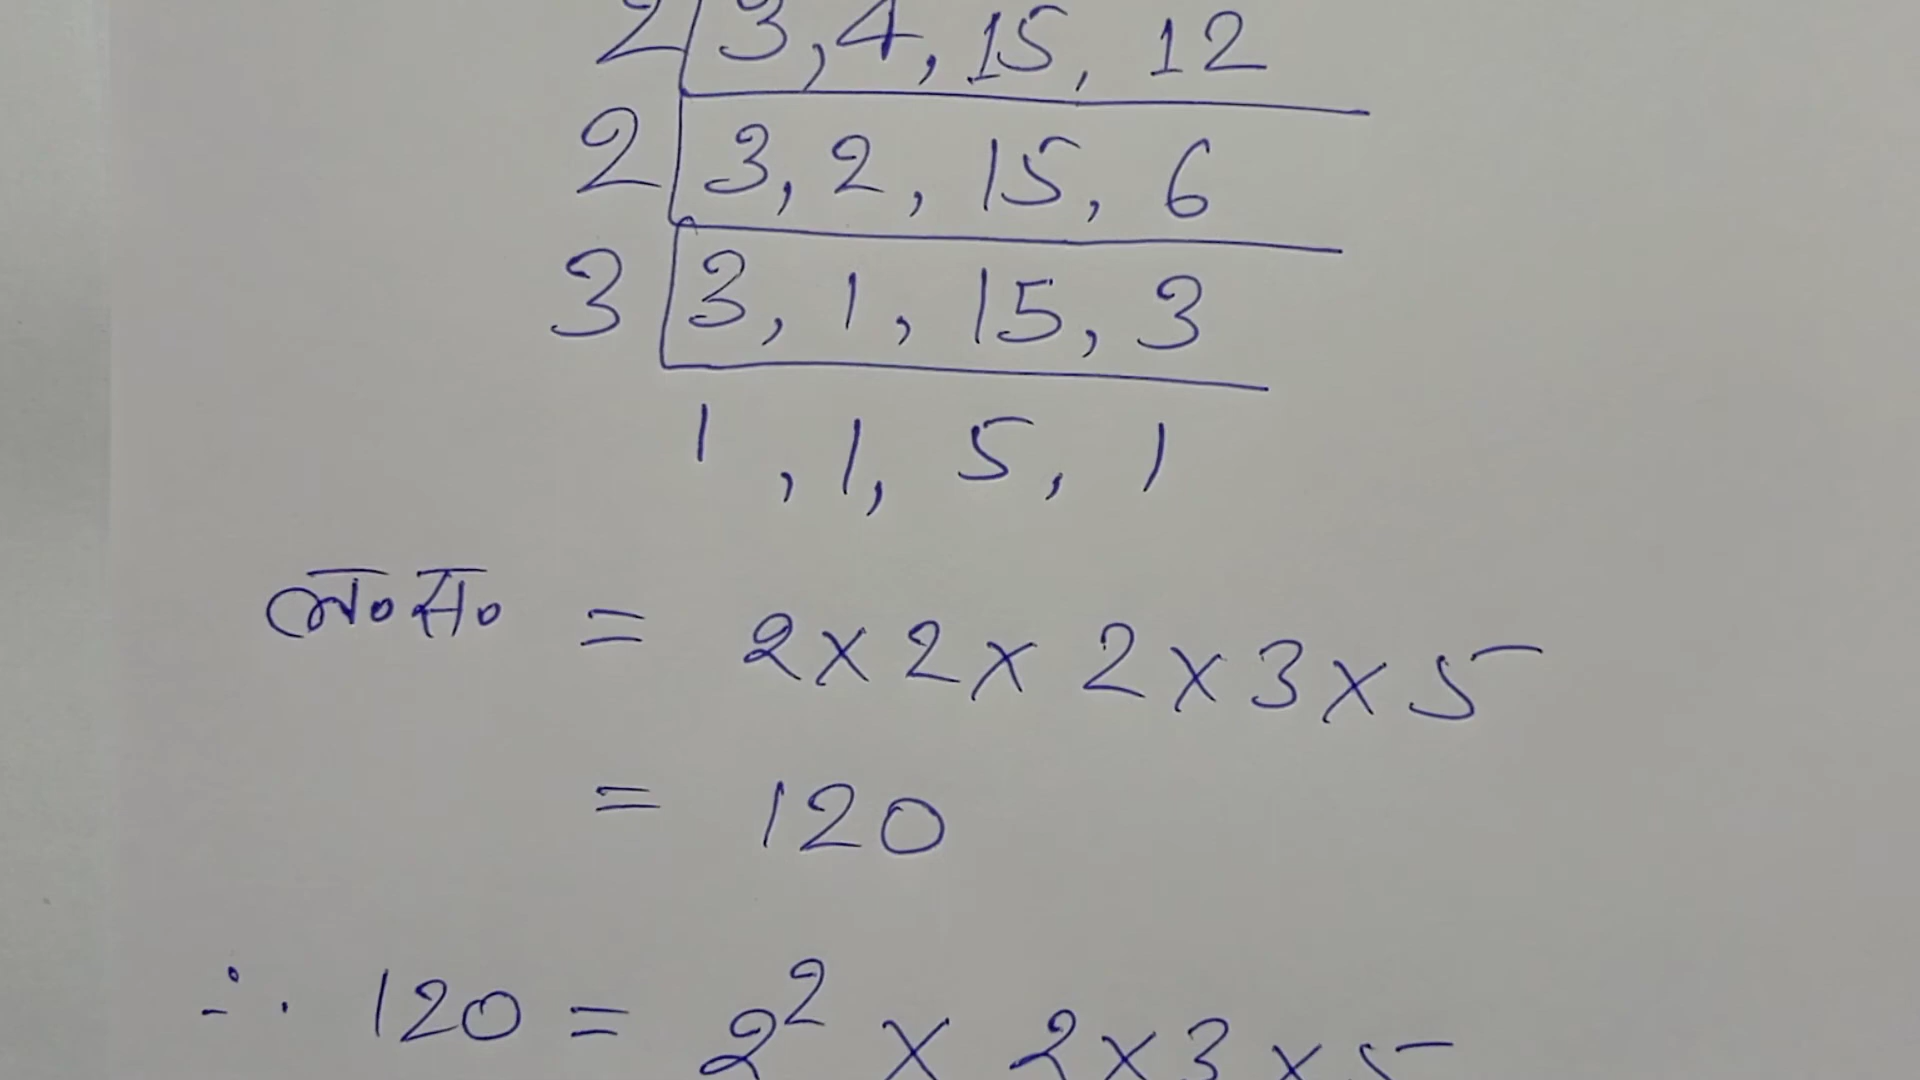 2 | 3, 4, 15, 12
2 | 3, 2, 15, 6
3 | 3, 1, 15, 3
1, 1, 5, 1
ल॰स॰ = 2 × 2 × 2 × 3 × 5
= 120
∴ 120 = 2² × 2 × 3 × 5